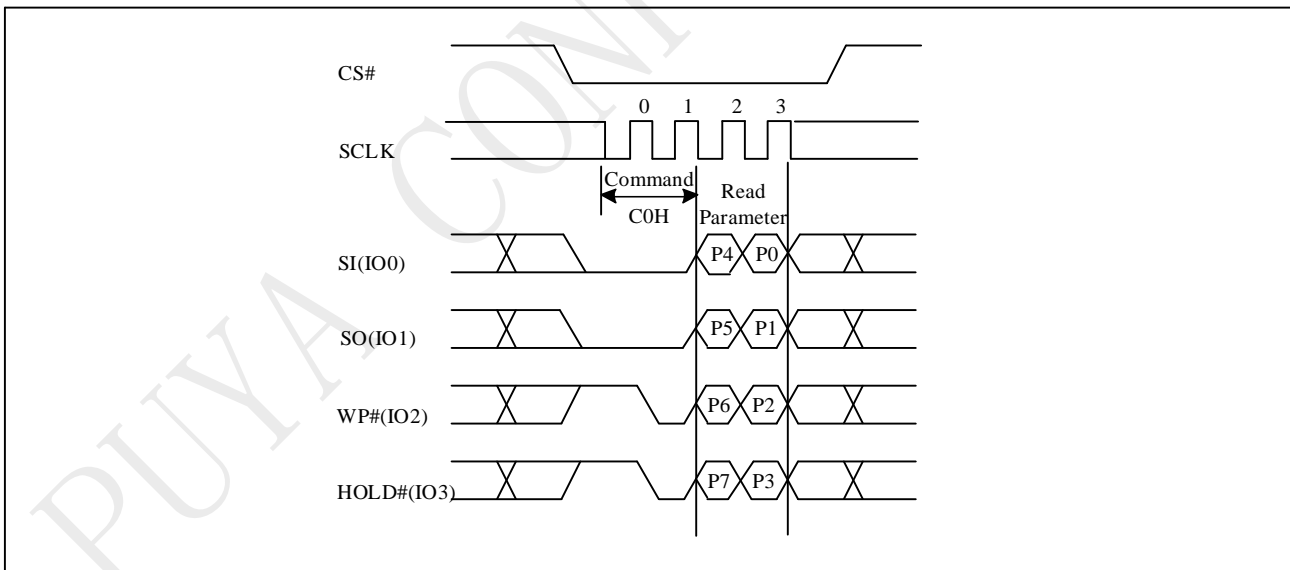 PUYA CONF
CS#
0 1 2 3
SCLK
Command Read
C0H Parameter
SI(IO0) P4 P0
SO(IO1) P5 P1
WP#(IO2) P6 P2
HOLD#(IO3) P7 P3